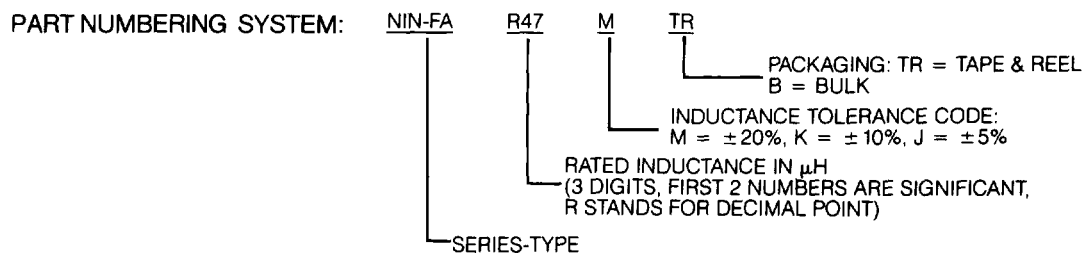 PART NUMBERING SYSTEM: NIN-FA R47 M TR
PACKAGING: TR = TAPE & REEL
B = BULK
INDUCTANCE TOLERANCE CODE:
M = ±20%, K = ±10%, J = ±5%
RATED INDUCTANCE IN µH
(3 DIGITS, FIRST 2 NUMBERS ARE SIGNIFICANT,
R STANDS FOR DECIMAL POINT)
SERIES-TYPE